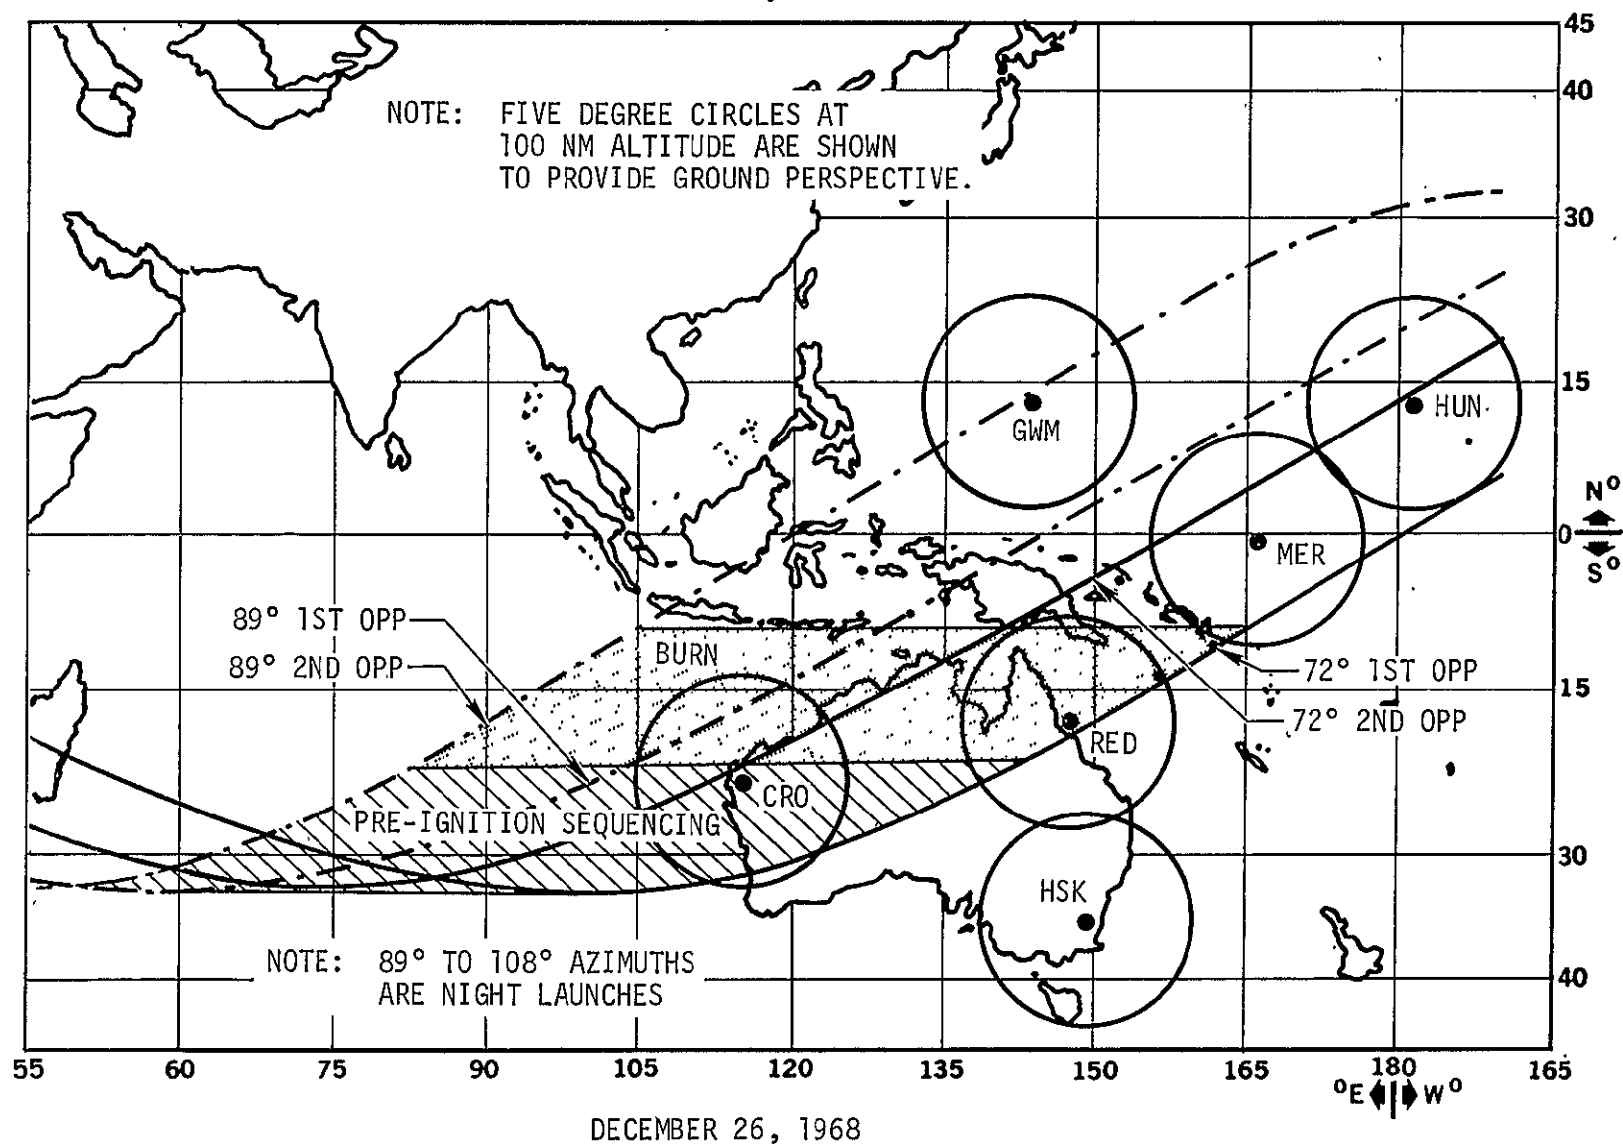 45
40
NOTE: FIVE DEGREE CIRCLES AT
100 NM ALTITUDE ARE SHOWN
TO PROVIDE GROUND PERSPECTIVE.
30
15
HUN
GWM
N°
0
S°
MER
89° 1ST OPP
89° 2ND OPP
BURN
72° 1ST OPP
15
72° 2ND OPP
RED
CRO
PRE-IGNITION SEQUENCING
30
HSK
NOTE: 89° TO 108° AZIMUTHS
ARE NIGHT LAUNCHES
40
55 60 75 90 105 120 135 150 165 180 165
°E W°
DECEMBER 26, 1968